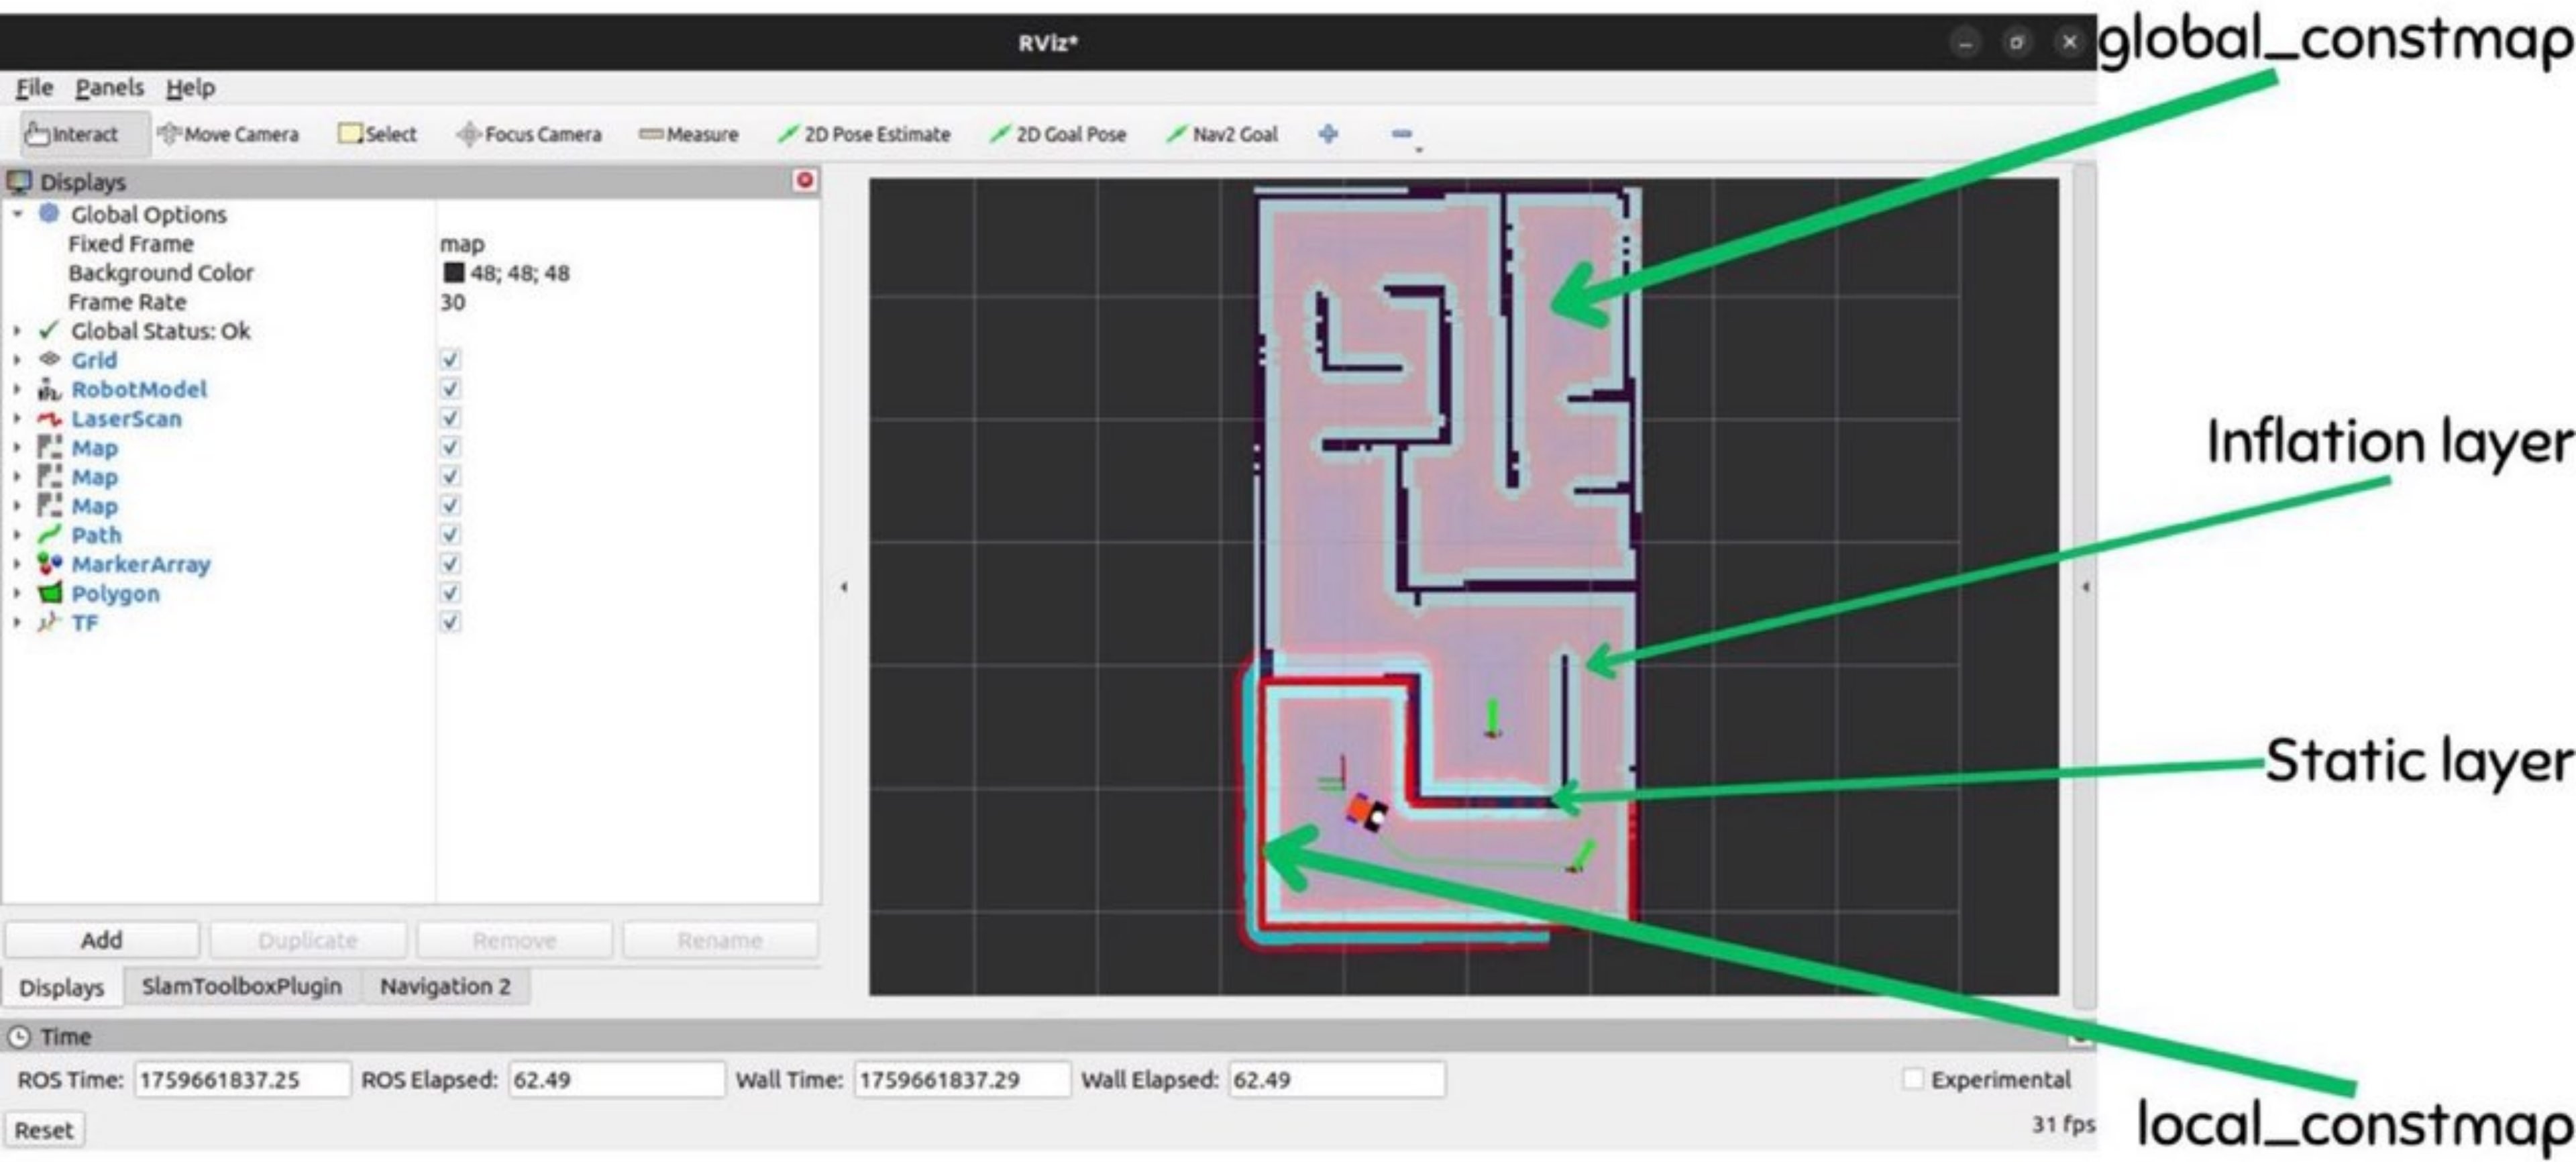 RViz*
global_constmap
File Panels Help
Interact Move Camera Select Focus Camera Measure 2D Pose Estimate 2D Goal Pose Nav2 Goal
Displays
Global Options
Fixed Frame map
Background Color 48; 48; 48
Frame Rate 30
Global Status: Ok
Grid
RobotModel
LaserScan
Map
Map
Map
Path
MarkerArray
Polygon
TF
Inflation layer
Static layer
Add Duplicate Remove Rename
Displays SlamToolboxPlugin Navigation 2
Time
ROS Time: 1759661837.25 ROS Elapsed: 62.49 Wall Time: 1759661837.29 Wall Elapsed: 62.49 Experimental
Reset 31 fps
local_constmap